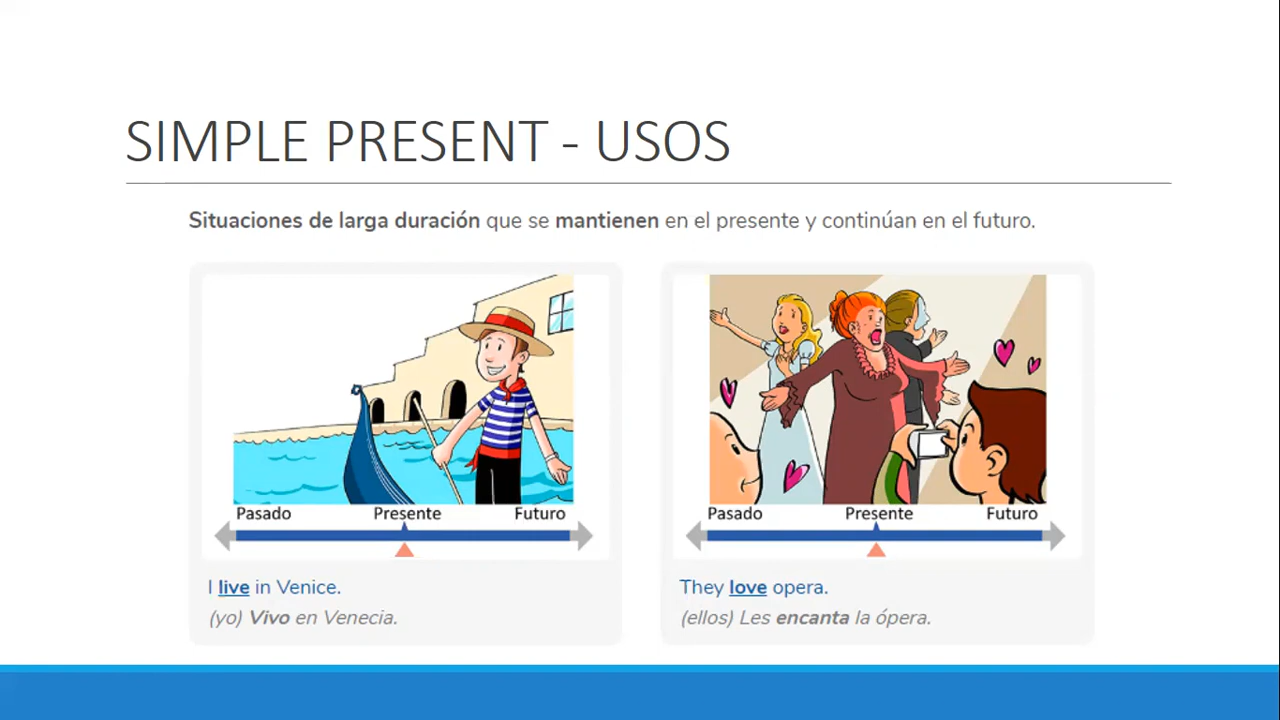 SIMPLE PRESENT - USOS
Situaciones de larga duración que se mantienen en el presente y continúan en el futuro.
Pasado Presente Futuro
I live in Venice.
(yo) Vivo en Venecia.
Pasado Presente Futuro
They love opera.
(ellos) Les encanta la ópera.